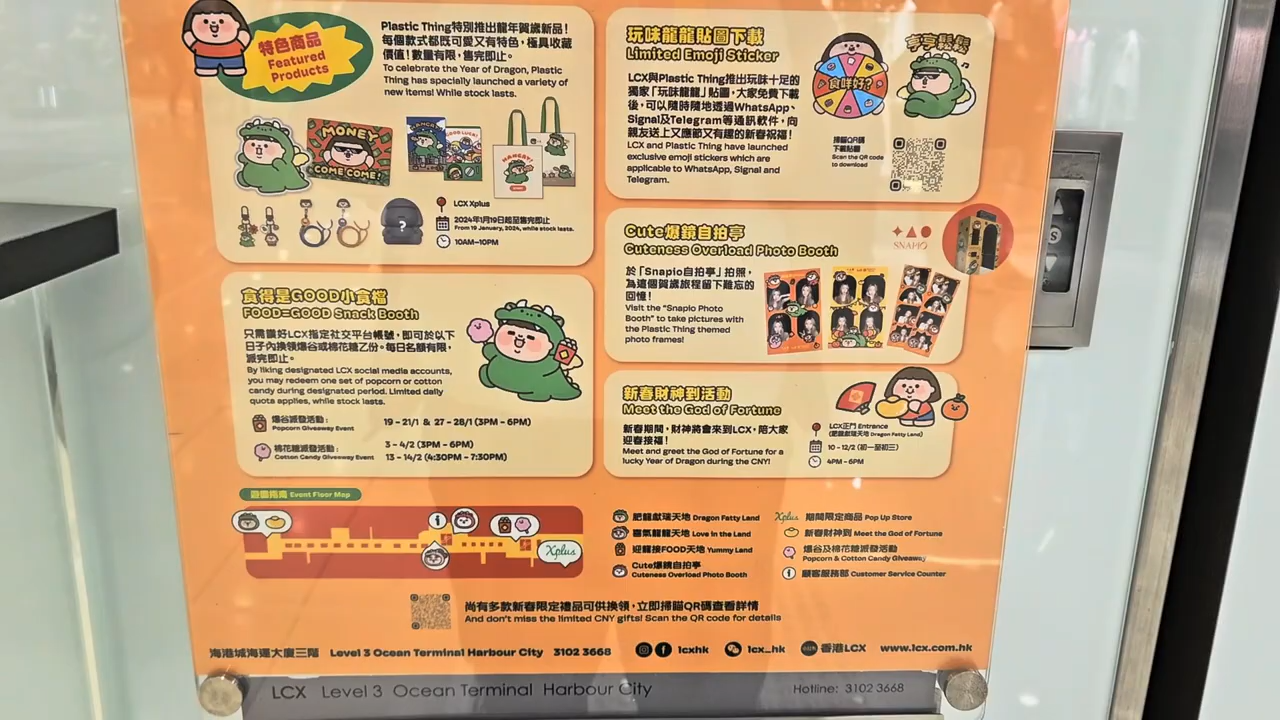 特色商品
Featured
Products
Plastic Thing特別推出龍年賀歲新品！
每個款式都既可愛又有特色，極具收藏
價值！數量有限，售完即止。
To celebrate the Year of Dragon, Plastic
Thing has specially launched a variety of
new items! While stock lasts.
MONEY
COME COME!
GOOD LUCK!
?
LCX Xplus
2024年1月19日起至售完即止
From 19 January, 2024, while stock lasts.
10AM-10PM
食得是GOOD小食檔
FOOD=GOOD Snack Booth
只需讚好LCX指定社交平台帳號，即可於以下
日子內換領爆谷或棉花糖乙份。每日名額有限，
派完即止。
By liking designated LCX social media accounts,
you may redeem one set of popcorn or cotton
candy during designated period. Limited daily
quota applies, while stock lasts.
爆谷派發活動：
Popcorn Giveaway Event
19 - 21/1 & 27 - 28/1 (3PM - 6PM)
棉花糖派發活動：
Cotton Candy Giveaway Event
3 - 4/2 (3PM - 6PM)
13 - 14/2 (4:30PM - 7:30PM)
玩味龍龍貼圖下載
Limited Emoji Sticker
LCX與Plastic Thing推出玩味十足的
獨家「玩味龍龍」貼圖，大家免費下載
後，可以隨時隨地透過WhatsApp、
Signal及Telegram等通訊軟件，向
親友送上又應節又有趣的新春祝福！
LCX and Plastic Thing have launched
exclusive emoji stickers which are
applicable to WhatsApp, Signal and
Telegram.
食咩好?
享享鬆鬆
掃瞄QR碼
下載貼圖
Scan the QR code
to download
Cute爆鏡自拍亭
Cuteness Overload Photo Booth
SNAPIO
於「Snapio自拍亭」拍照，
為這個賀歲旅程留下難忘的
回憶！
Visit the "Snapio Photo
Booth" to take pictures with
the Plastic Thing themed
photo frames!
新春財神到活動
Meet the God of Fortune
新春期間，財神將會來到LCX，陪大家
迎春接福！
Meet and greet the God of Fortune for a
lucky Year of Dragon during the CNY!
LCX正門 Entrance
(肥龍獻瑞天地 Dragon Fatty Land)
10 - 12/2 (初一至初三)
4PM - 6PM
遊園指南 Event Floor Map
i
Xplus
肥龍獻瑞天地 Dragon Fatty Land
喜氣龍龍天地 Love in the Land
迎龍接FOOD天地 Yummy Land
Cute爆鏡自拍亭
Cuteness Overload Photo Booth
Xplus 期間限定商品 Pop Up Store
新春財神到 Meet the God of Fortune
爆谷及棉花糖派發活動
Popcorn & Cotton Candy Giveaway
i 顧客服務部 Customer Service Counter
尚有多款新春限定禮品可供換領，立即掃瞄QR碼查看詳情
And don't miss the limited CNY gifts! Scan the QR code for details
海港城海運大廈三階 Level 3 Ocean Terminal Harbour City 3102 3668 lcxhk lcx_hk 香港LCX www.lcx.com.hk
LCX Level 3 Ocean Terminal Harbour City Hotline: 3102 3668